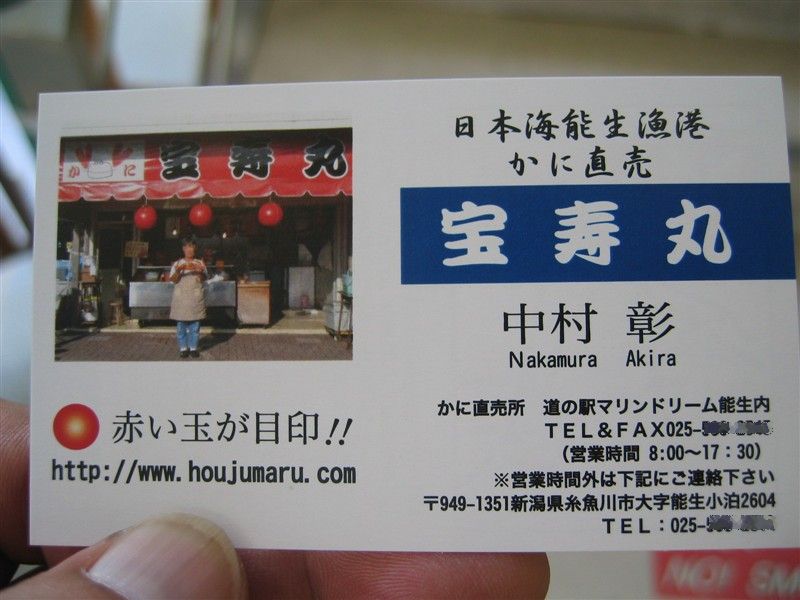 かに
宝寿丸
赤い玉が目印!!
http://www.houjumaru.com
日本海能生漁港
かに直売
宝寿丸
中村 彰
Nakamura Akira
かに直売所 道の駅マリンドリーム能生内
TEL&FAX025-
(営業時間 8:00〜17:30)
※営業時間外は下記にご連絡下さい
〒949-1351新潟県糸魚川市大字能生小泊2604
TEL:025-
NO! SM